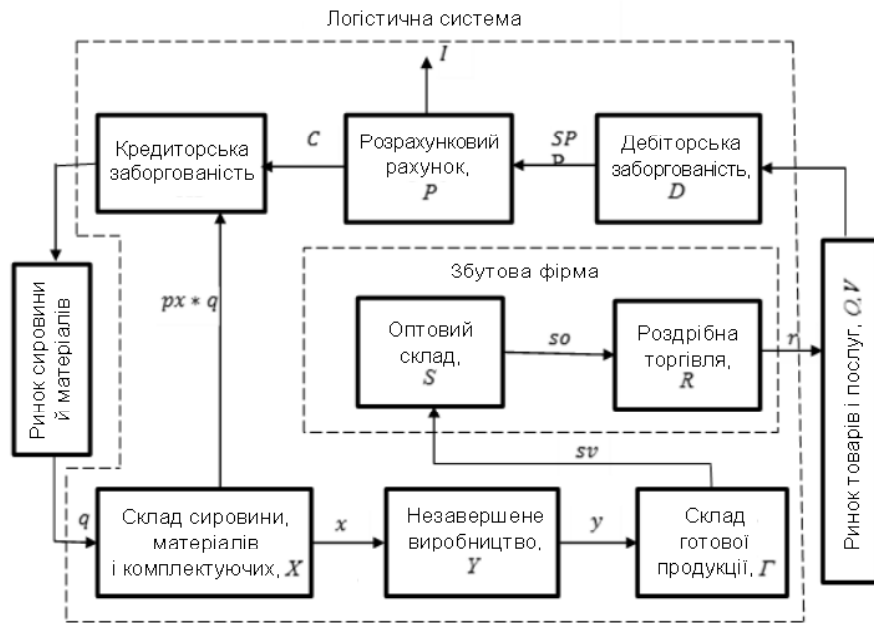 Логістична система
I
Кредиторська
заборгованість
C
Розрахунковий
рахунок,
P
SP
Дебіторська
заборгованість,
D
Збутова фірма
Ринок сировини
й матеріалів
px * q
Оптовий
склад,
S
so
Роздрібна
торгівля,
R
r
Ринок товарів і послуг, O,V
sv
q
Склад сировини,
матеріалів
і комплектуючих, X
x
Незавершене
виробництво,
Y
y
Склад
готової
продукції, Г